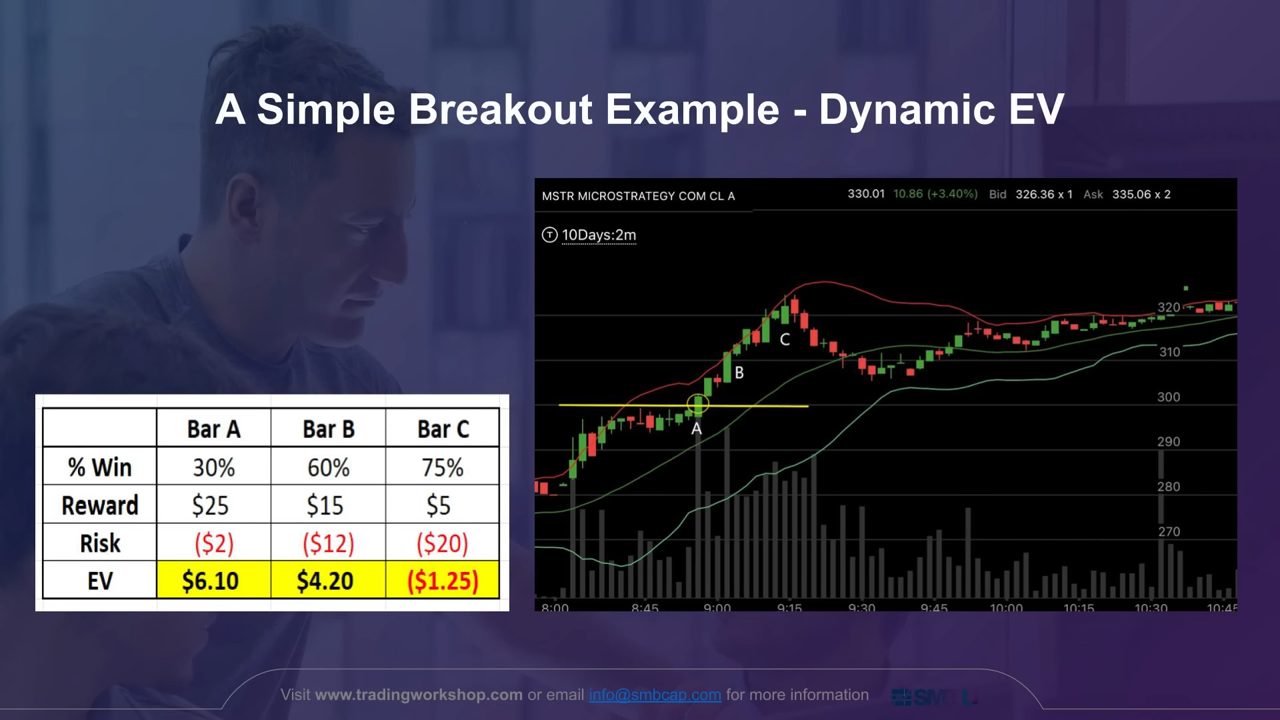 A Simple Breakout Example - Dynamic EV
MSTR MICROSTRATEGY COM CL A
330.01 10.86 (+3.40%) Bid 326.36 x 1 Ask 335.06 x 2
T 10Days:2m
320
310
300
290
280
270
A
B
C
8:00 8:45 9:00 9:15 9:30 9:45 10:00 10:15 10:30 10:45
Bar A Bar B Bar C
% Win 30% 60% 75%
Reward $25 $15 $5
Risk ($2) ($12) ($20)
EV $6.10 $4.20 ($1.25)
Visit www.tradingworkshop.com or email info@smbcap.com for more information